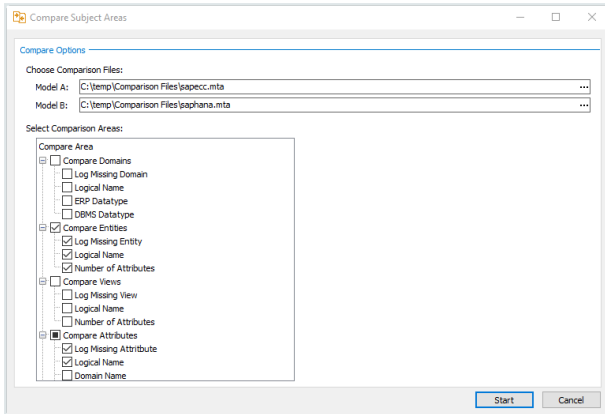 Compare Subject Areas
Compare Options
Choose Comparison Files:
Model A: C:\temp\Comparison Files\sapecc.mta ...
Model B: C:\temp\Comparison Files\saphana.mta ...
Select Comparison Areas:
Compare Area
Compare Domains
Log Missing Domain
Logical Name
ERP Datatype
DBMS Datatype
Compare Entities
Log Missing Entity
Logical Name
Number of Attributes
Compare Views
Log Missing View
Logical Name
Number of Attributes
Compare Attributes
Log Missing Attritbute
Logical Name
Domain Name
Start Cancel